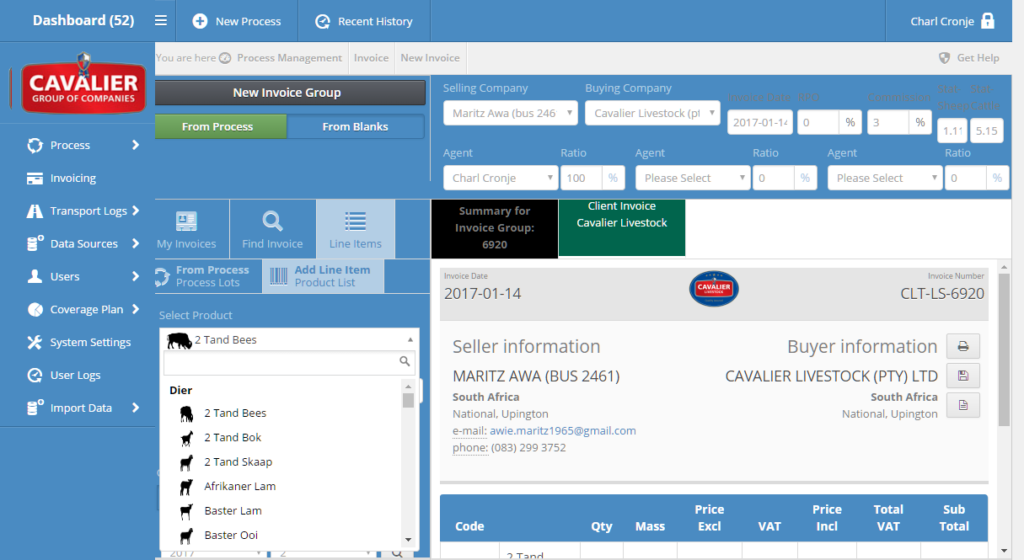 Dashboard (52)
New Process
Recent History
Charl Cronje
CAVALIER
GROUP OF COMPANIES
Process
Invoicing
Transport Logs
Data Sources
Users
Coverage Plan
System Settings
User Logs
Import Data
You are here
Process Management
Invoice
New Invoice
Get Help
New Invoice Group
From Process
From Blanks
Selling Company
Buying Company
Maritz Awa (bus 246
Cavalier Livestock (pt
2017-01-14
0 %
3 %
1.11
5.15
Agent
Ratio
Agent
Ratio
Agent
Ratio
Charl Cronje
100 %
Please Select
0 %
Please Select
0 %
My Invoices
Find Invoice
Line Items
From Process
Process Lots
Add Line Item
Product List
Select Product
2 Tand Bees
Dier
2 Tand Bees
2 Tand Bok
2 Tand Skaap
Afrikaner Lam
Baster Lam
Baster Ooi
2017
2
Summary for
Invoice Group:
6920
Client Invoice
Cavalier Livestock
Invoice Date
2017-01-14
CAVALIER
Invoice Number
CLT-LS-6920
Seller information
MARITZ AWA (BUS 2461)
South Africa
National, Upington
e-mail: awie.maritz1965@gmail.com
phone: (083) 299 3752
Buyer information
CAVALIER LIVESTOCK (PTY) LTD
South Africa
National, Upington
Code
Qty
Mass
Price
Excl
VAT
Price
Incl
Total
VAT
Sub
Total
2 Tand